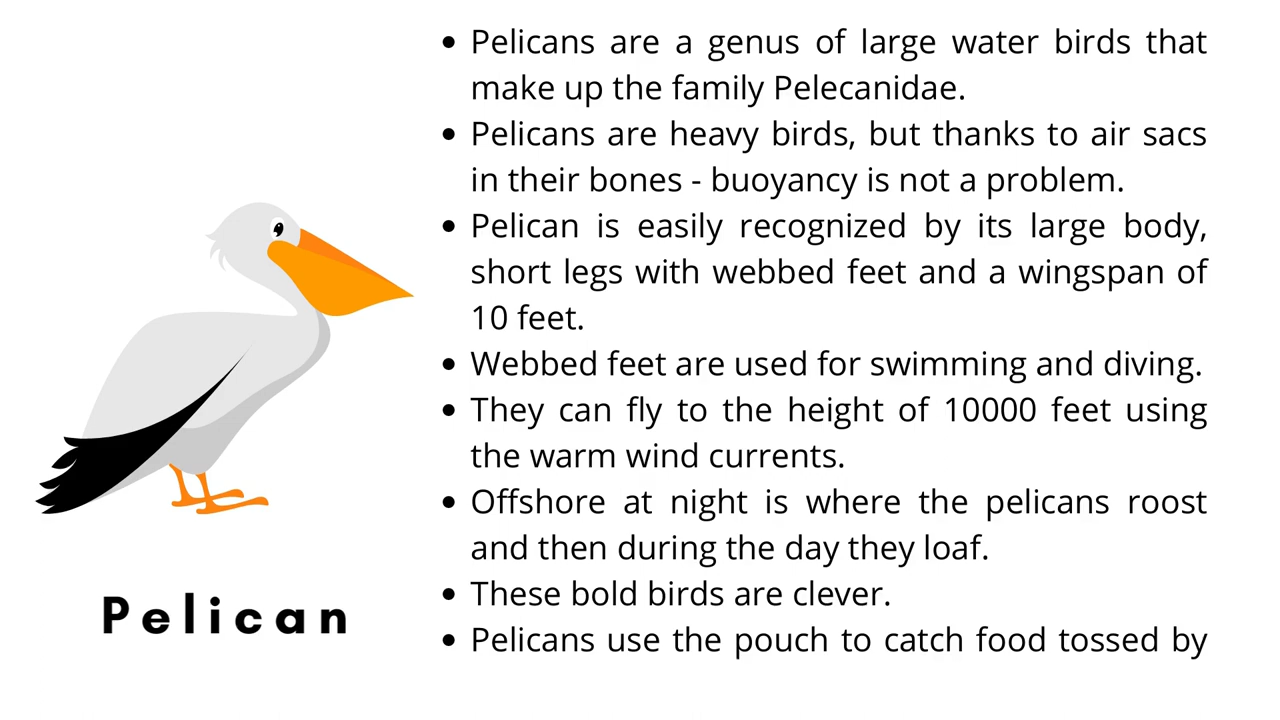 • Pelicans are a genus of large water birds that
make up the family Pelecanidae.
• Pelicans are heavy birds, but thanks to air sacs
in their bones - buoyancy is not a problem.
• Pelican is easily recognized by its large body,
short legs with webbed feet and a wingspan of
10 feet.
• Webbed feet are used for swimming and diving.
• They can fly to the height of 10000 feet using
the warm wind currents.
• Offshore at night is where the pelicans roost
and then during the day they loaf.
• These bold birds are clever.
• Pelicans use the pouch to catch food tossed by
Pelican